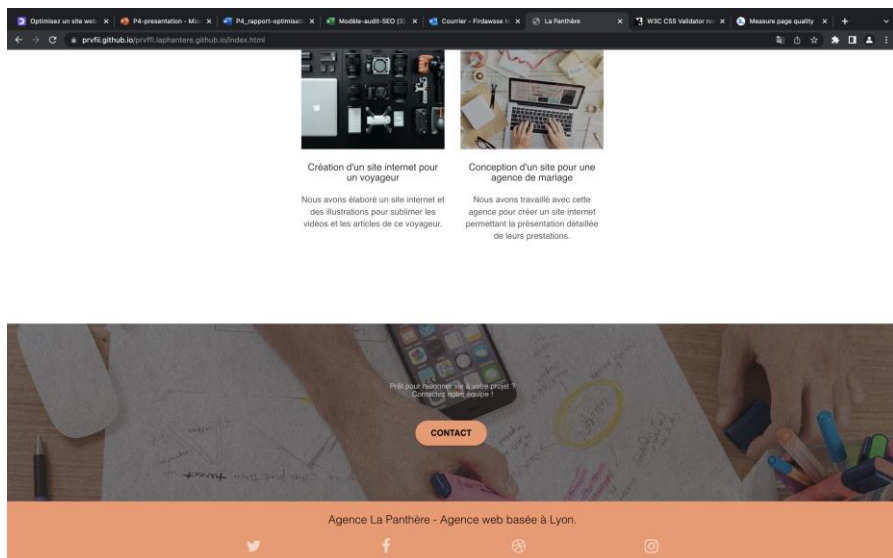 Optimisez un site web
P4-presentation - Mic
P4_rapport-optimisati
Modèle-audit-SEO (3).
Courrier - Firdawsse M
La Panthère
W3C CSS Validator res
Measure page quality
prvfii.github.io/prvffi.laphantere.github.io/index.html
Création d'un site internet pour
un voyageur
Nous avons élaboré un site internet et
des illustrations pour sublimer les
vidéos et les articles de ce voyageur.
Conception d'un site pour une
agence de mariage
Nous avons travaillé avec cette
agence pour créer un site internet
permettant la présentation détaillée
de leurs prestations.
Prêt pour redonner vie à votre projet ?
Contactez notre équipe !
CONTACT
Agence La Panthère - Agence web basée à Lyon.